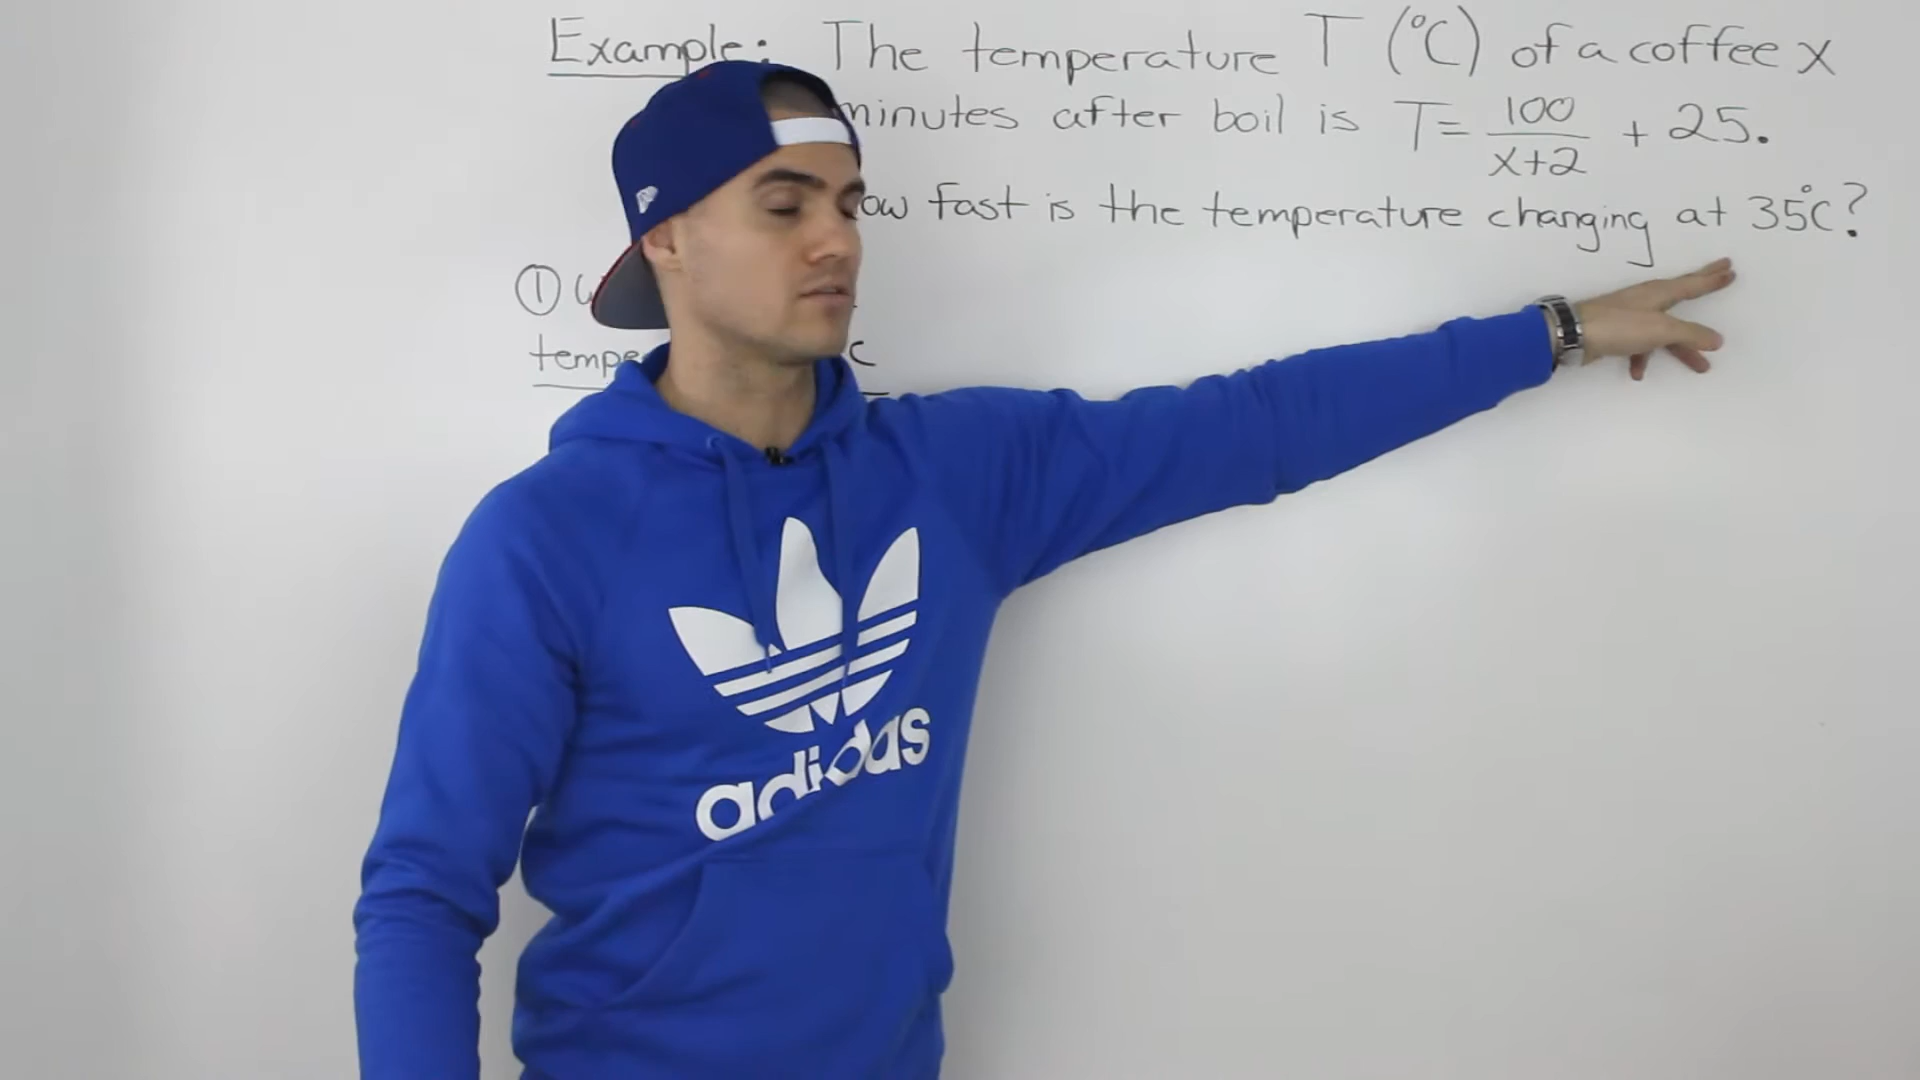 Example: The temperature T (°C) of a coffee x
minutes after boil is T= 100/x+2 + 25.
ow fast is the temperature changing at 35°C?
①
tempe C
adidas